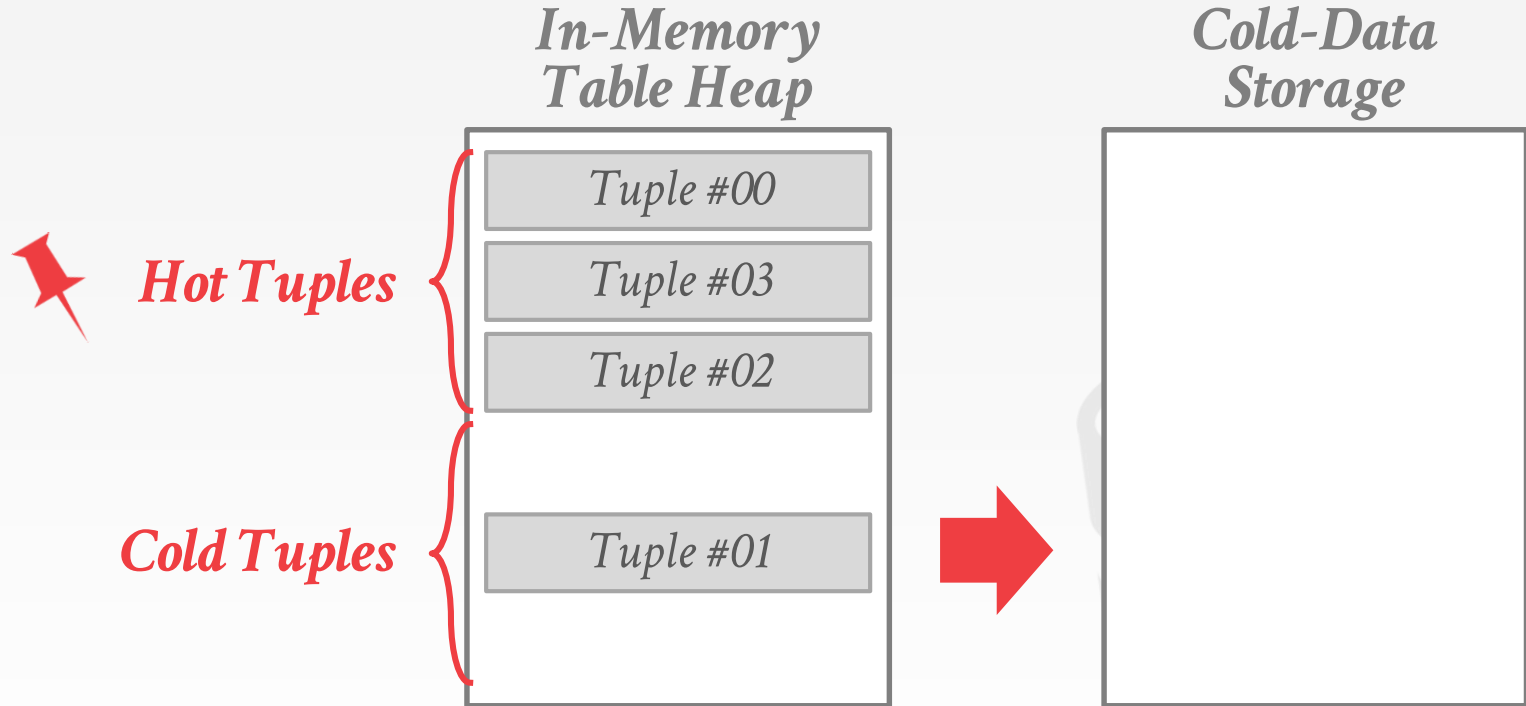 In-Memory
Table Heap
Cold-Data
Storage
Tuple #00
Hot Tuples
Tuple #03
Tuple #02
Cold Tuples
Tuple #01